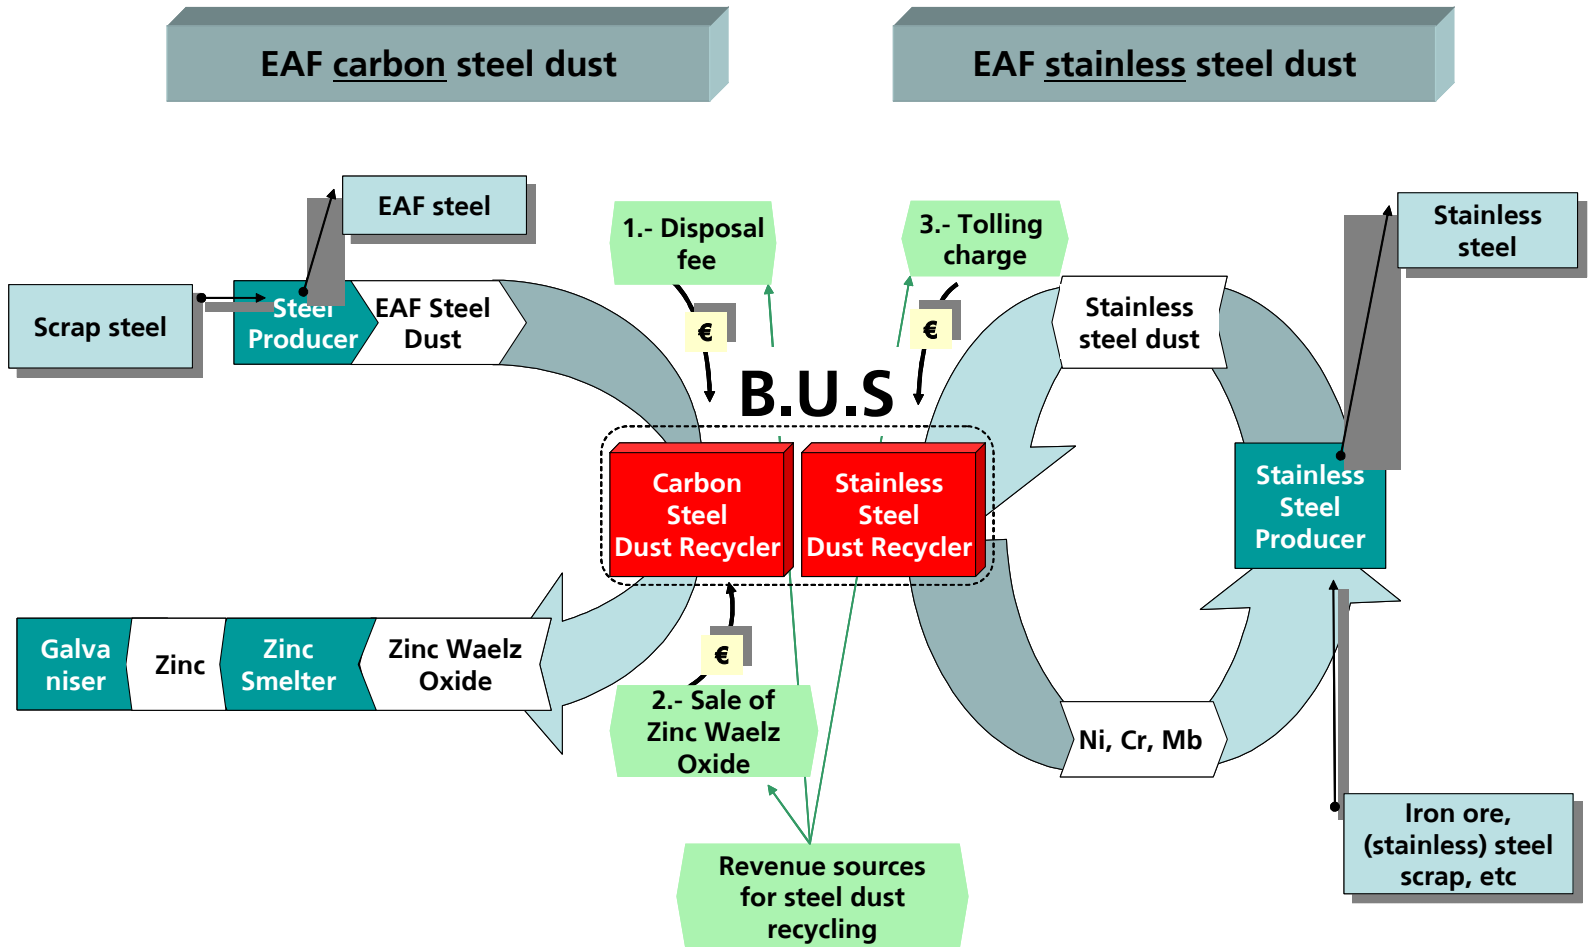 EAF carbon steel dust
EAF stainless steel dust
EAF steel
1.- Disposal
fee
3.- Tolling
charge
Stainless
steel
Scrap steel
Steel
Producer
EAF Steel
Dust
€
€
Stainless
steel dust
B.U.S
Carbon
Steel
Dust Recycler
Stainless
Steel
Dust Recycler
Stainless
Steel
Producer
Galva
niser
Zinc
Zinc
Smelter
Zinc Waelz
Oxide
€
2.- Sale of
Zinc Waelz
Oxide
Ni, Cr, Mb
Iron ore,
(stainless) steel
scrap, etc
Revenue sources
for steel dust
recycling